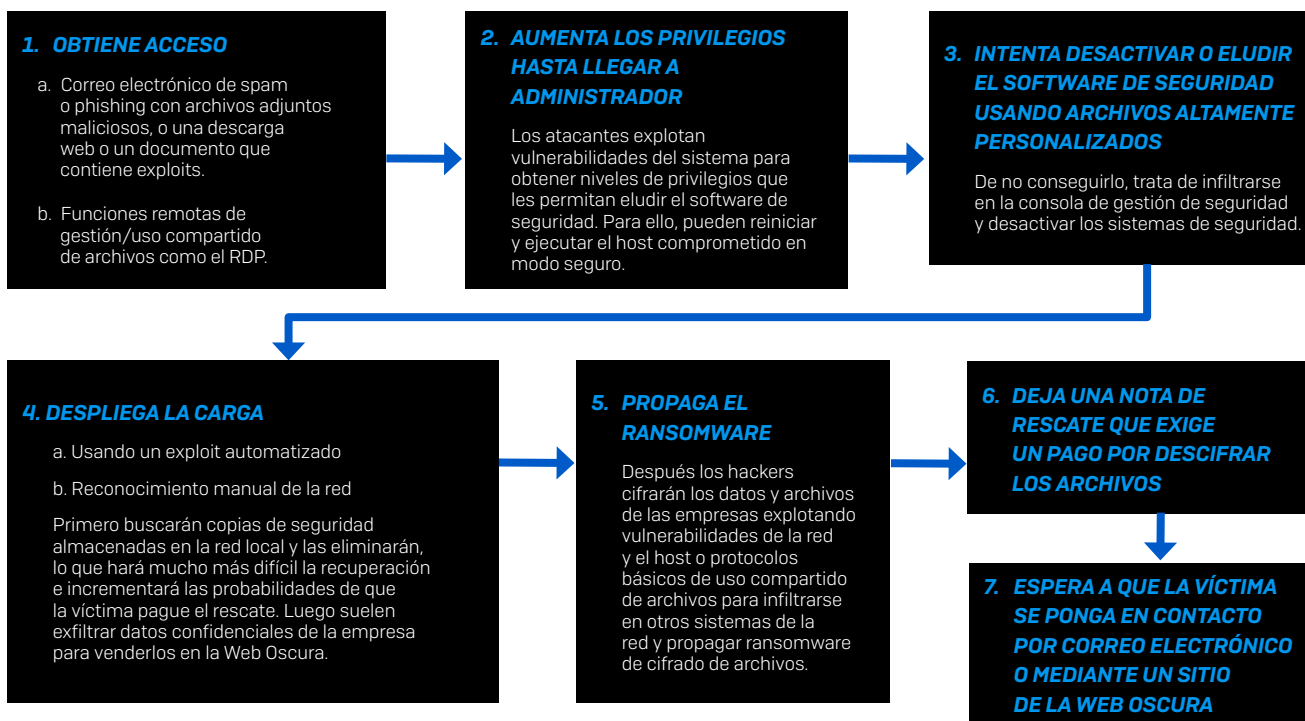 1. OBTIENE ACCESO
a. Correo electrónico de spam
o phishing con archivos adjuntos
maliciosos, o una descarga
web o un documento que
contiene exploits.
b. Funciones remotas de
gestión/uso compartido
de archivos como el RDP.
2. AUMENTA LOS PRIVILEGIOS
HASTA LLEGAR A
ADMINISTRADOR
Los atacantes explotan
vulnerabilidades del sistema para
obtener niveles de privilegios que
les permitan eludir el software de
seguridad. Para ello, pueden reiniciar
y ejecutar el host comprometido en
modo seguro.
3. INTENTA DESACTIVAR O ELUDIR
EL SOFTWARE DE SEGURIDAD
USANDO ARCHIVOS ALTAMENTE
PERSONALIZADOS
De no conseguirlo, trata de infiltrarse
en la consola de gestión de seguridad
y desactivar los sistemas de seguridad.
4. DESPLIEGA LA CARGA
a. Usando un exploit automatizado
b. Reconocimiento manual de la red
Primero buscarán copias de seguridad
almacenadas en la red local y las eliminarán,
lo que hará mucho más difícil la recuperación
e incrementará las probabilidades de que
la víctima pague el rescate. Luego suelen
exfiltrar datos confidenciales de la empresa
para venderlos en la Web Oscura.
5. PROPAGA EL
RANSOMWARE
Después los hackers
cifrarán los datos y archivos
de las empresas explotando
vulnerabilidades de la red
y el host o protocolos
básicos de uso compartido
de archivos para infiltrarse
en otros sistemas de la
red y propagar ransomware
de cifrado de archivos.
6. DEJA UNA NOTA DE
RESCATE QUE EXIGE
UN PAGO POR DESCIFRAR
LOS ARCHIVOS
7. ESPERA A QUE LA VÍCTIMA
SE PONGA EN CONTACTO
POR CORREO ELECTRÓNICO
O MEDIANTE UN SITIO
DE LA WEB OSCURA